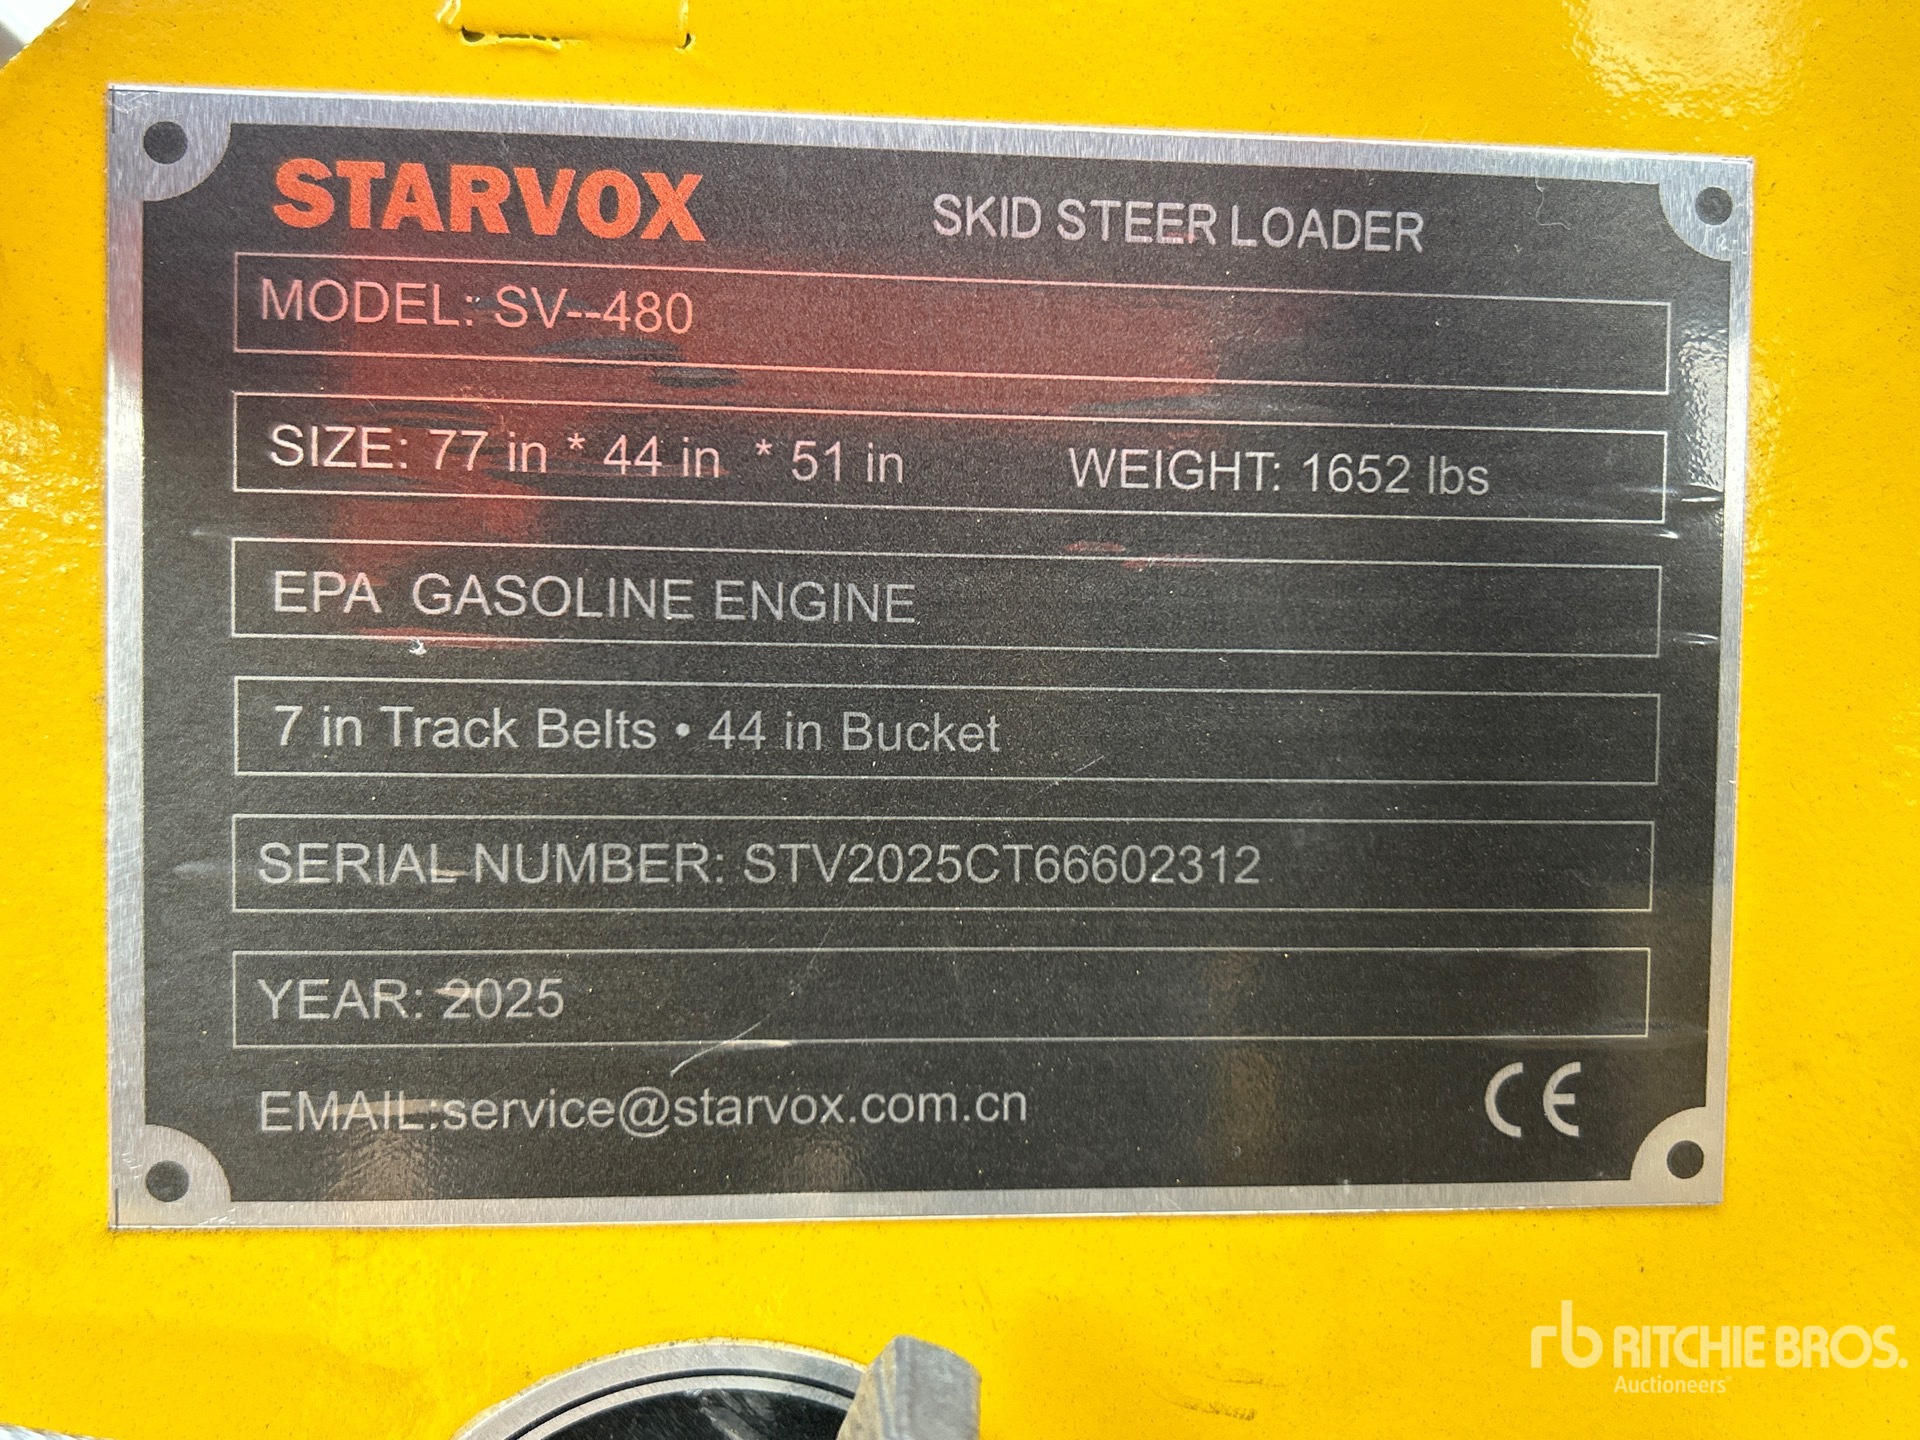 STARVOX SKID STEER LOADER
MODEL: SV--480
SIZE: 77 in * 44 in * 51 in WEIGHT: 1652 lbs
EPA GASOLINE ENGINE
7 in Track Belts • 44 in Bucket
SERIAL NUMBER: STV2025CT66602312
YEAR: 2025
EMAIL:service@starvox.com.cn CE
rb RITCHIE BROS.
Auctioneers